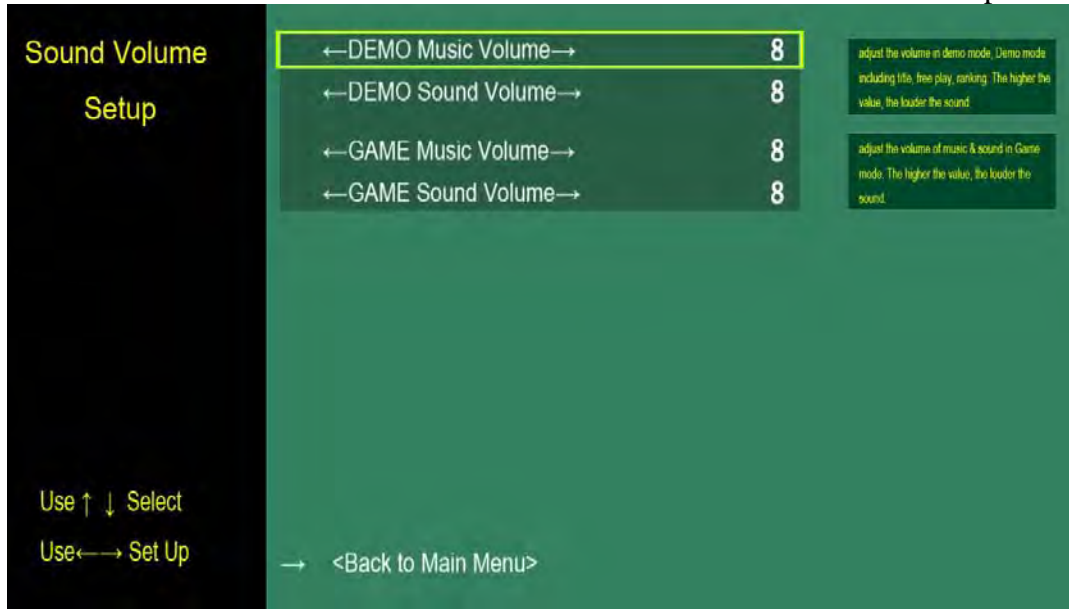 Sound Volume
Setup
←DEMO Music Volume→ 8
←DEMO Sound Volume→ 8
←GAME Music Volume→ 8
←GAME Sound Volume→ 8
adjust the volume in demo mode, Demo mode
including title, free play, ranking. The higher the
value, the louder the sound
adjust the volume of music & sound in Game
mode. The higher the value, the louder the
sound.
Use ↑ ↓ Select
Use←→ Set Up
→ <Back to Main Menu>